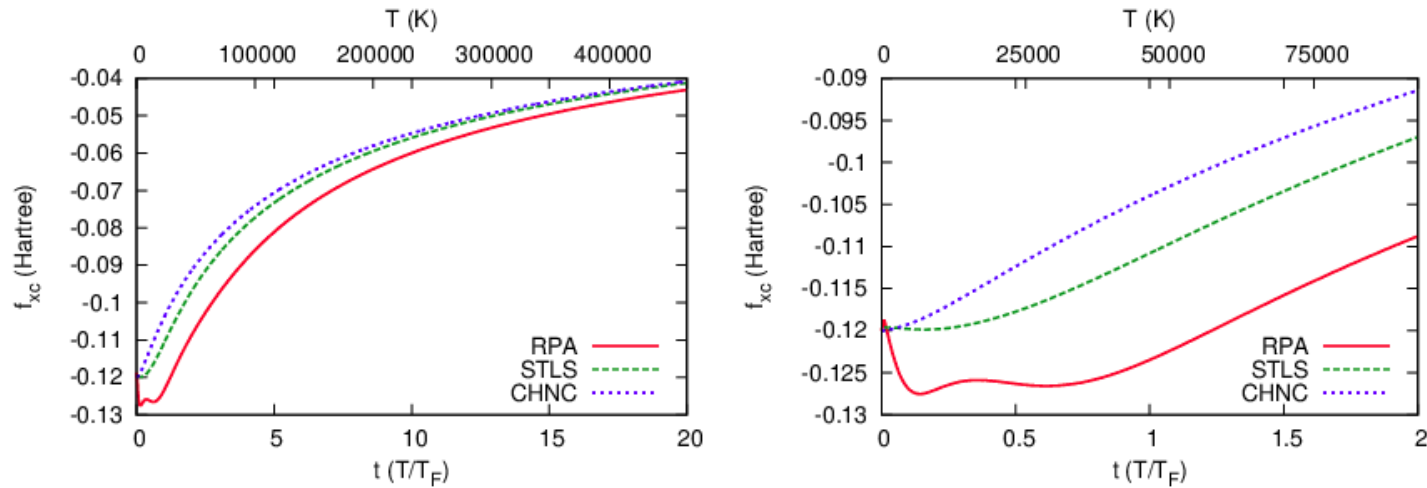 T (K)
0 100000 200000 300000 400000
-0.04
-0.05
-0.06
-0.07
-0.08
-0.09
-0.1
-0.11
-0.12
-0.13
f_xc (Hartree)
RPA
STLS
CHNC
0 5 10 15 20
t (T/T_F)
T (K)
0 25000 50000 75000
-0.09
-0.095
-0.1
-0.105
-0.11
-0.115
-0.12
-0.125
-0.13
f_xc (Hartree)
RPA
STLS
CHNC
0 0.5 1 1.5 2
t (T/T_F)